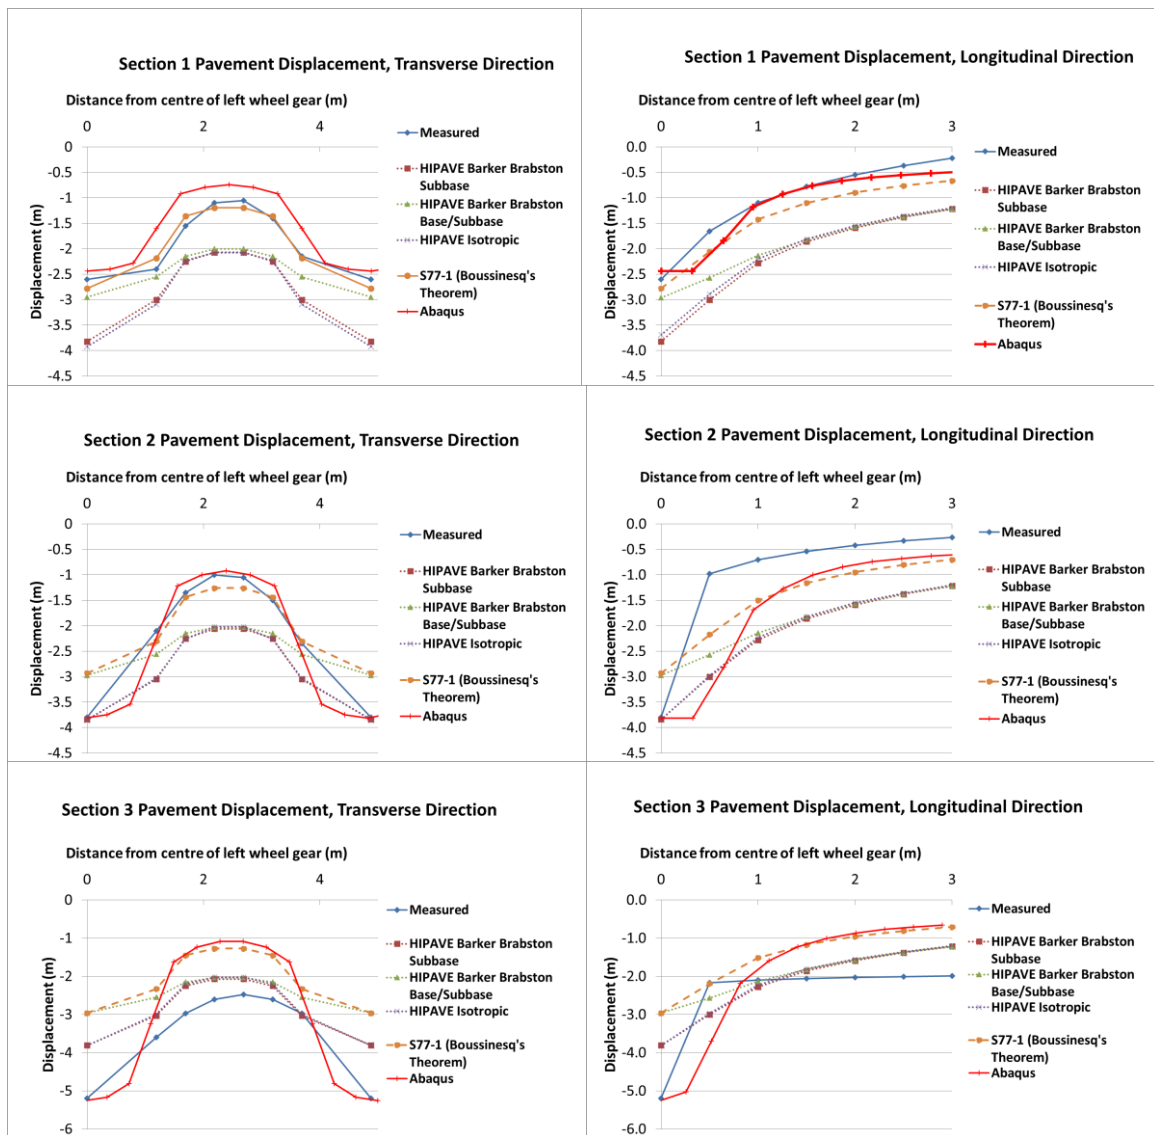 Section 1 Pavement Displacement, Transverse Direction
Distance from centre of left wheel gear (m)
0 2 4
Displacement (m)
0
-0.5
-1
-1.5
-2
-2.5
-3
-3.5
-4
-4.5
Measured
HIPAVE Barker Brabston
Subbase
HIPAVE Barker Brabston
Base/Subbase
HIPAVE Isotropic
S77-1 (Boussinesq's
Theorem)
Abaqus
Section 1 Pavement Displacement, Longitudinal Direction
Distance from centre of left wheel gear (m)
0 1 2 3
Displacement (m)
0.0
-0.5
-1.0
-1.5
-2.0
-2.5
-3.0
-3.5
-4.0
-4.5
Measured
HIPAVE Barker Brabston
Subbase
HIPAVE Barker Brabston
Base/Subbase
HIPAVE Isotropic
S77-1 (Boussinesq's
Theorem)
Abaqus
Section 2 Pavement Displacement, Transverse Direction
Distance from centre of left wheel gear (m)
0 2 4
Displacement (m)
0
-0.5
-1
-1.5
-2
-2.5
-3
-3.5
-4
-4.5
Measured
HIPAVE Barker Brabston
Subbase
HIPAVE Barker Brabston
Base/Subbase
HIPAVE Isotropic
S77-1 (Boussinesq's
Theorem)
Abaqus
Section 2 Pavement Displacement, Longitudinal Direction
Distance from centre of left wheel gear (m)
0 1 2 3
Displacement (m)
0.0
-0.5
-1.0
-1.5
-2.0
-2.5
-3.0
-3.5
-4.0
-4.5
Measured
HIPAVE Barker Brabston
Subbase
HIPAVE Barker Brabston
Base/Subbase
HIPAVE Isotropic
S77-1 (Boussinesq's
Theorem)
Abaqus
Section 3 Pavement Displacement, Transverse Direction
Distance from centre of left wheel gear (m)
0 2 4
Displacement (m)
0
-1
-2
-3
-4
-5
-6
Measured
HIPAVE Barker Brabston
Subbase
HIPAVE Barker Brabston
Base/Subbase
HIPAVE Isotropic
S77-1 (Boussinesq's
Theorem)
Abaqus
Section 3 Pavement Displacement, Longitudinal Direction
Distance from centre of left wheel gear (m)
0 1 2 3
Displacement (m)
0.0
-1.0
-2.0
-3.0
-4.0
-5.0
-6.0
Measured
HIPAVE Barker Brabston
Subbase
HIPAVE Barker Brabston
Base/Subbase
HIPAVE Isotropic
S77-1 (Boussinesq's
Theorem)
Abaqus